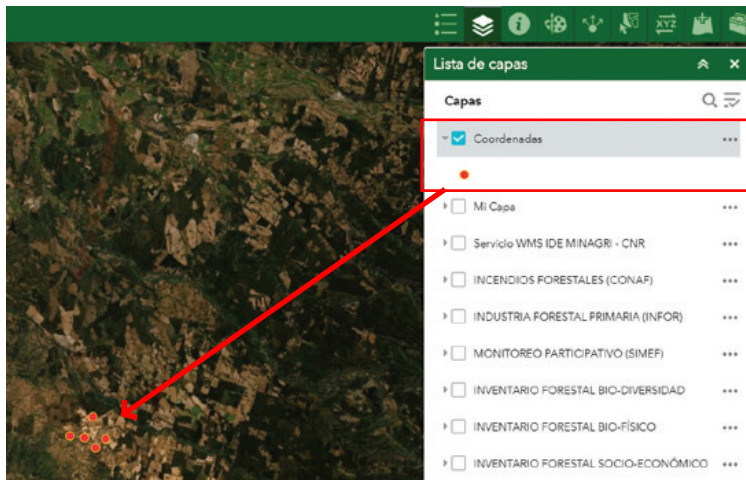 XYZ
Lista de capas
Capas
Coordenadas
Mi Capa
Servicio WMS IDE MINAGRI - CNR
INCENDIOS FORESTALES (CONAF)
INDUSTRIA FORESTAL PRIMARIA (INFOR)
MONITOREO PARTICIPATIVO (SIMEF)
INVENTARIO FORESTAL BIO-DIVERSIDAD
INVENTARIO FORESTAL BIO-FÍSICO
INVENTARIO FORESTAL SOCIO-ECONÓMICO